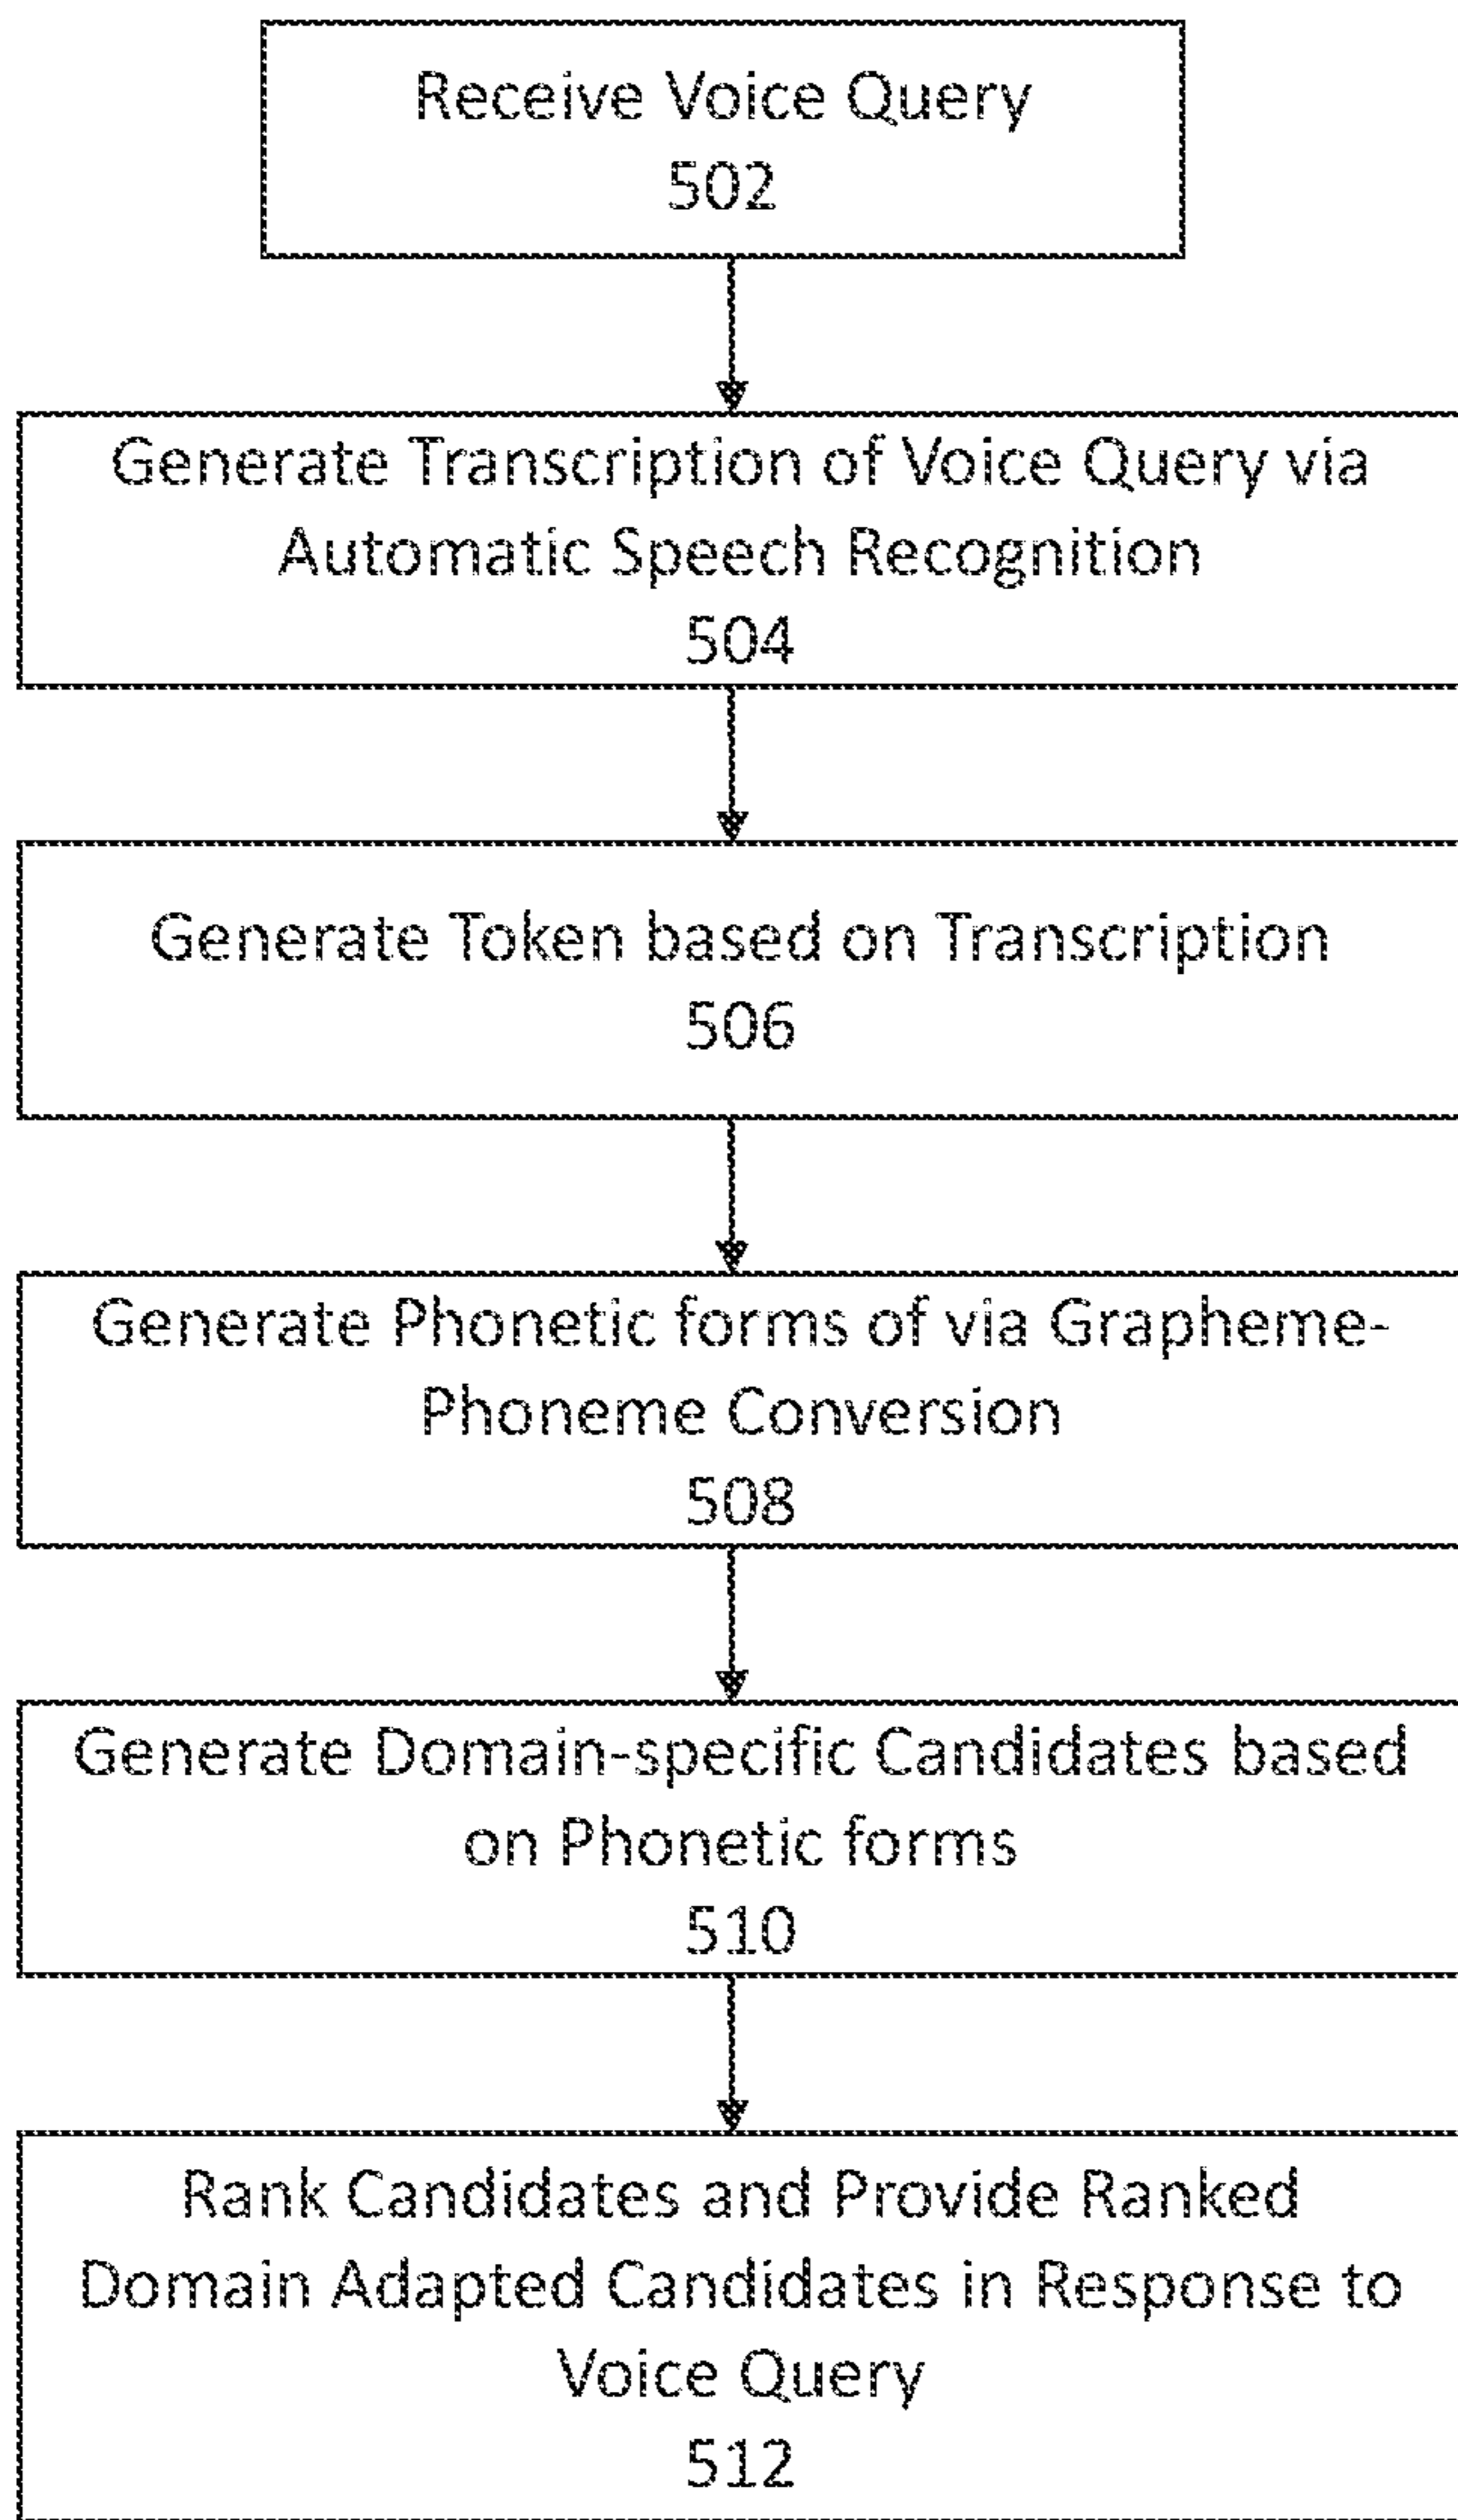 Receive Voice Query
502
Generate Transcription of Voice Query via
Automatic Speech Recognition
504
Generate Token based on Transcription
506
Generate Phonetic forms of via Grapheme-
Phoneme Conversion
508
Generate Domain-specific Candidates based
on Phonetic forms
510
Rank Candidates and Provide Ranked
Domain Adapted Candidates in Response to
Voice Query
512